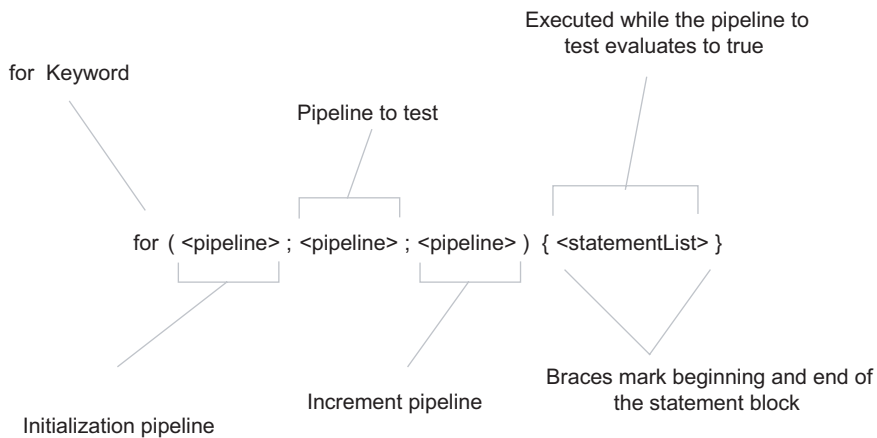 Executed while the pipeline to
test evaluates to true
for Keyword
Pipeline to test
for ( <pipeline> ; <pipeline> ; <pipeline> ) { <statementList> }
Initialization pipeline
Increment pipeline
Braces mark beginning and end of
the statement block